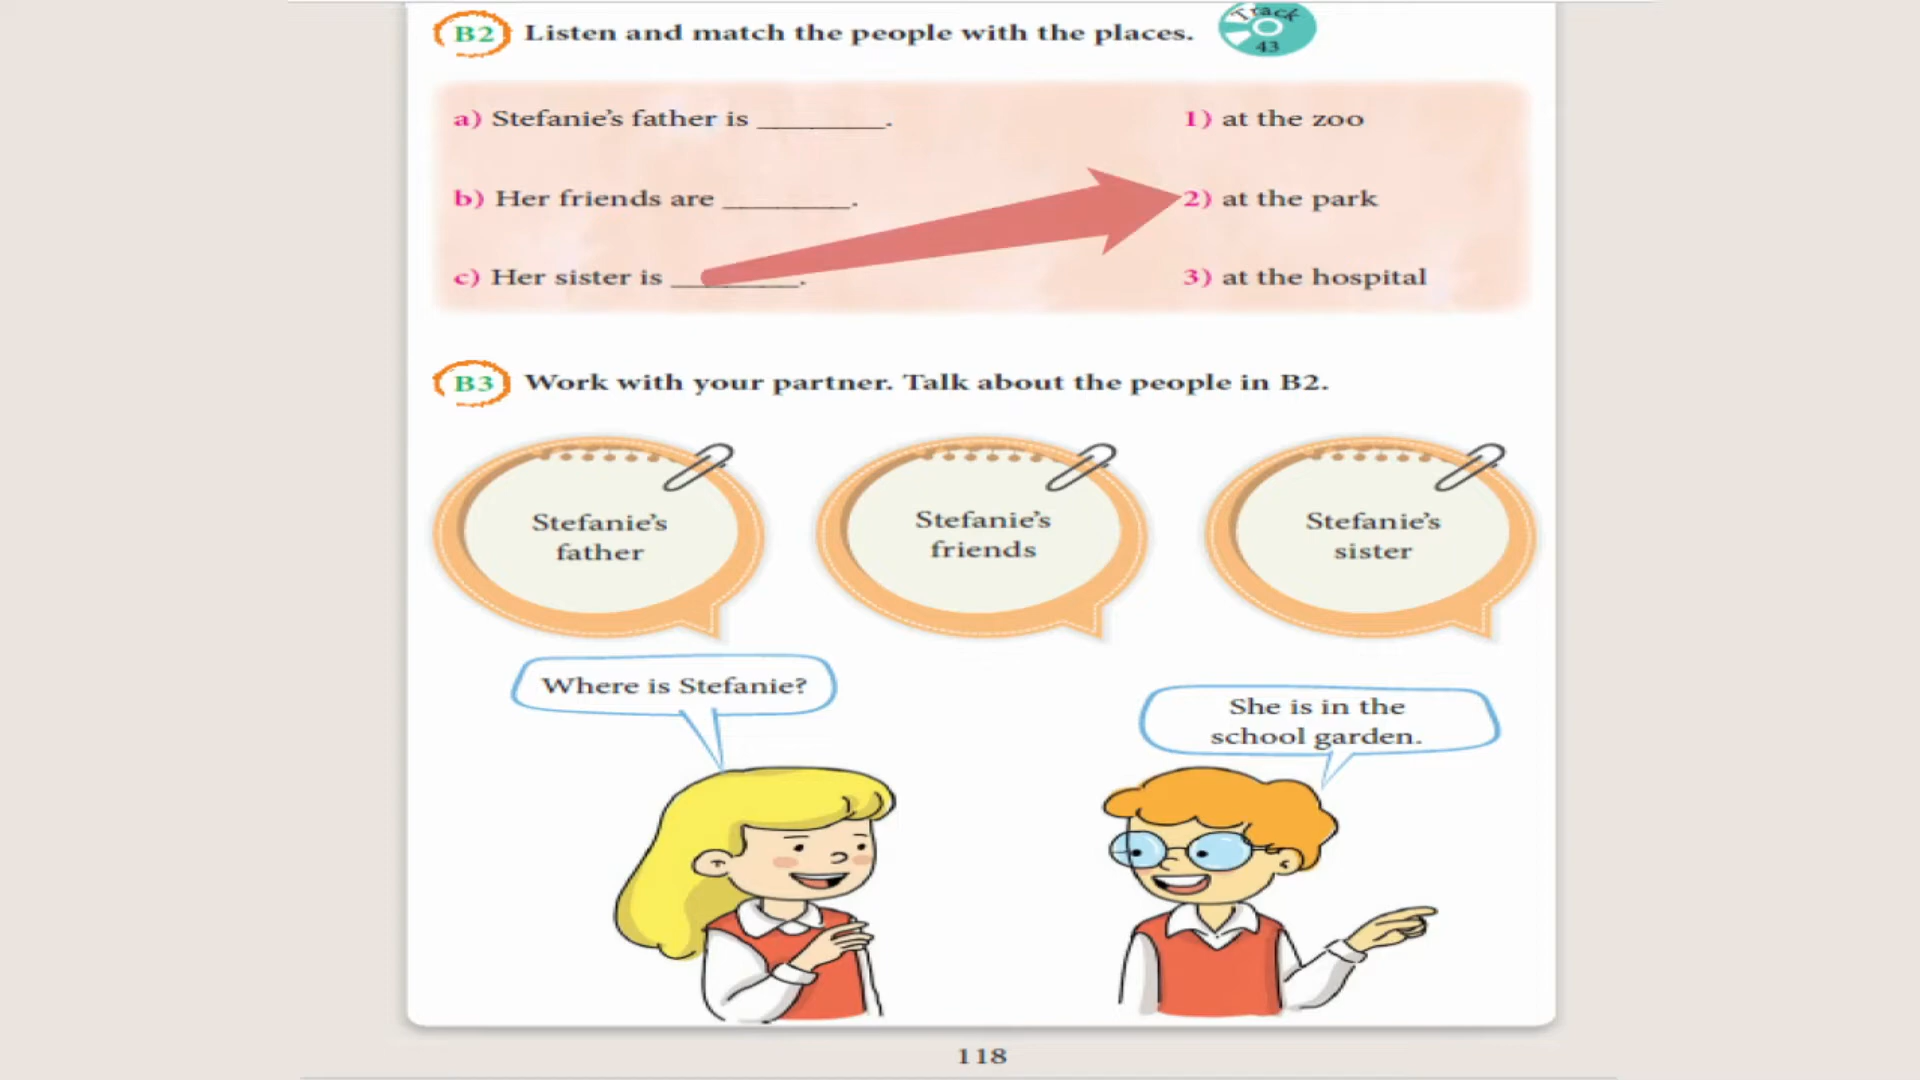 B2 Listen and match the people with the places.
Track
43
a) Stefanie's father is ________.
1) at the zoo
b) Her friends are ________.
2) at the park
c) Her sister is ________.
3) at the hospital
B3 Work with your partner. Talk about the people in B2.
Stefanie's
father
Stefanie's
friends
Stefanie's
sister
Where is Stefanie?
She is in the
school garden.
118